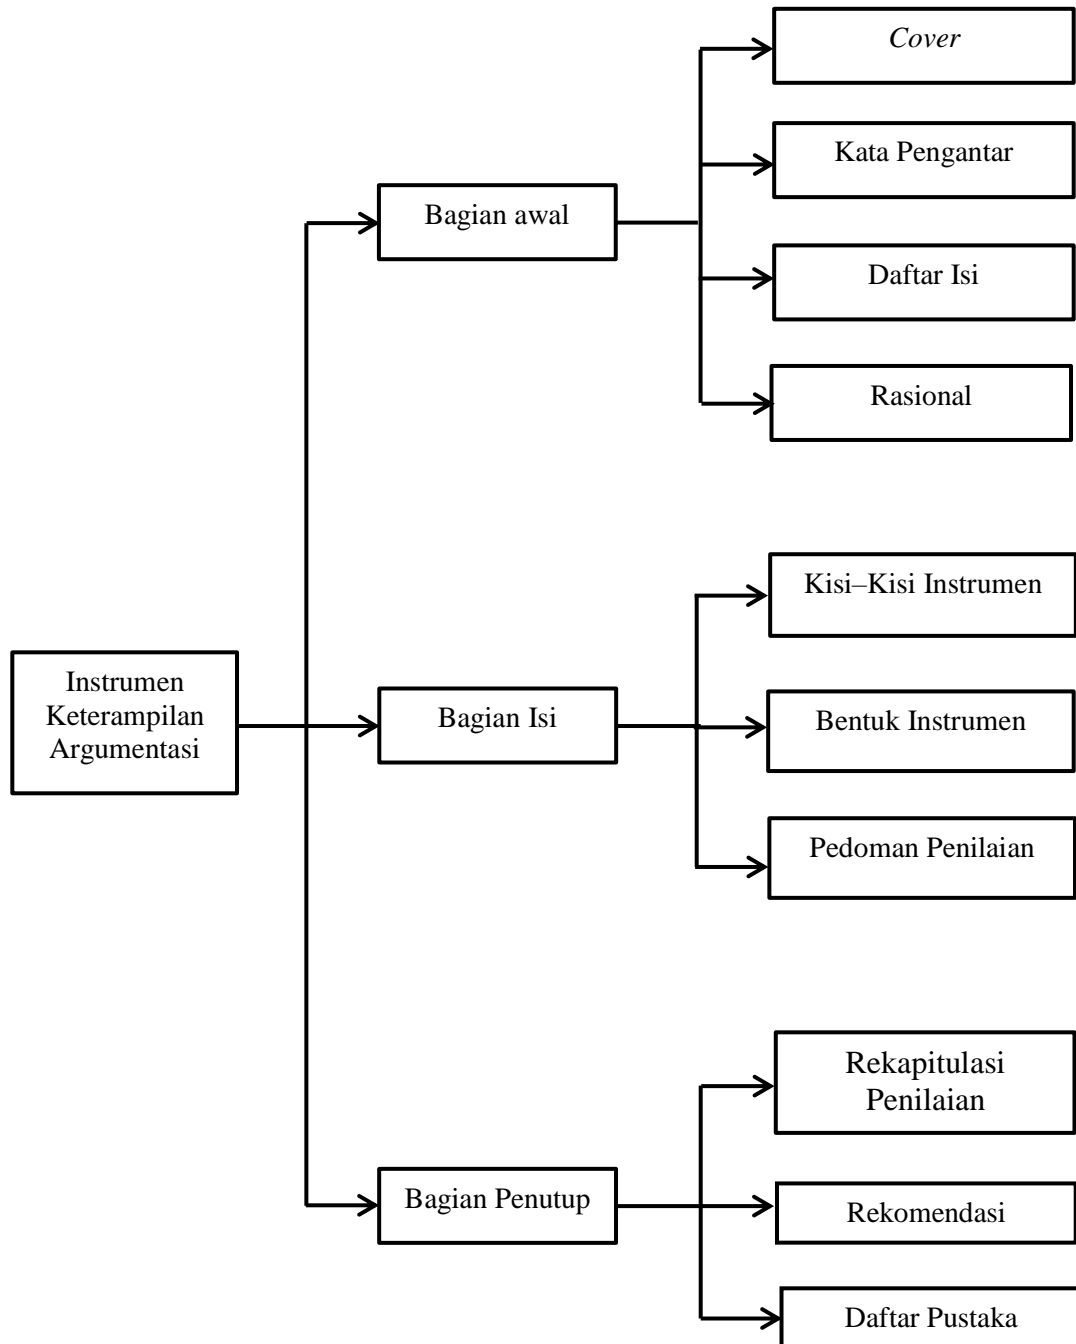 Cover
Kata Pengantar
Bagian awal
Daftar Isi
Rasional
Kisi–Kisi Instrumen
Instrumen
Keterampilan
Argumentasi
Bagian Isi
Bentuk Instrumen
Pedoman Penilaian
Rekapitulasi
Penilaian
Bagian Penutup
Rekomendasi
Daftar Pustaka